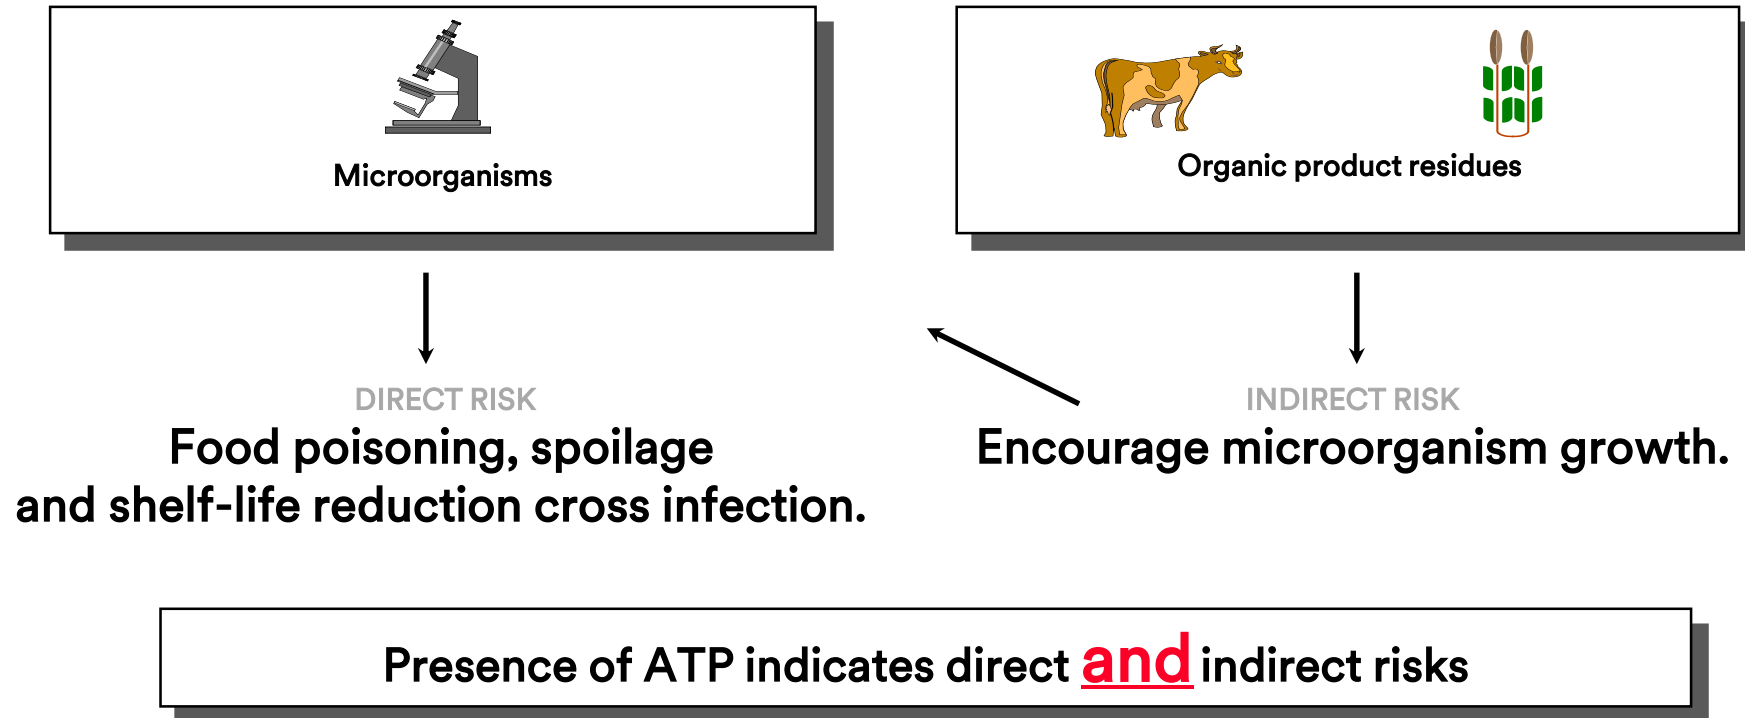 Microorganisms
Organic product residues
DIRECT RISK
Food poisoning, spoilage
and shelf-life reduction cross infection.
INDIRECT RISK
Encourage microorganism growth.
Presence of ATP indicates direct and indirect risks